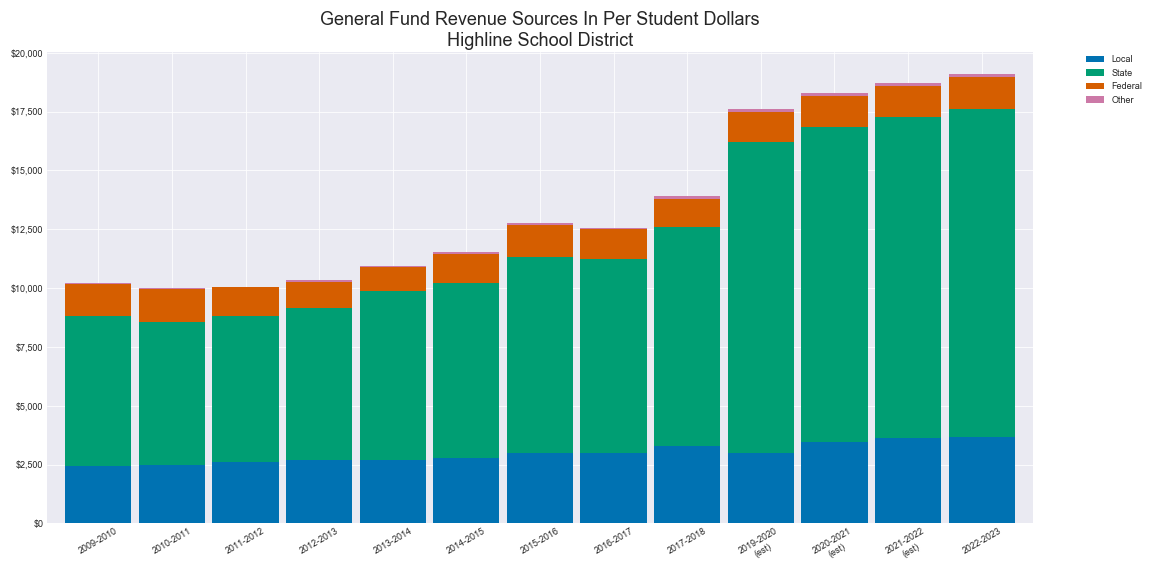 General Fund Revenue Sources In Per Student Dollars
Highline School District
$20,000
$17,500
$15,000
$12,500
$10,000
$7,500
$5,000
$2,500
$0
2009-2010
2010-2011
2011-2012
2012-2013
2013-2014
2014-2015
2015-2016
2016-2017
2017-2018
2019-2020
(est)
2020-2021
(est)
2021-2022
(est)
2022-2023
Local
State
Federal
Other